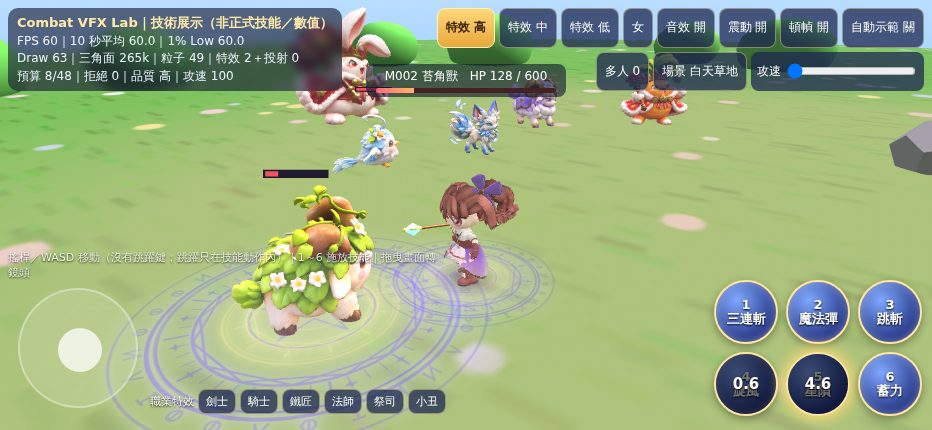 Combat VFX Lab｜技術展示（非正式技能／數值）
FPS 60｜10 秒平均 60.0｜1% Low 60.0
Draw 63｜三角面 265k｜粒子 49｜特效 2＋投射 0
預算 8/48｜拒絕 0｜品質 高｜攻速 100
特效 高
特效 中
特效 低
女
音效 開
震動 開
頓幀 開
自動示範 關
M002 苔角獸 HP 128 / 600
多人 0
場景 白天草地
攻速
搖桿／WASD 移動（沒有跳躍鍵；跳躍只在技能動作內）｜1～6 施放技能｜拖曳畫面轉
鏡頭
1
三連斬
2
魔法彈
3
跳斬
0.6
旋風
4.6
星隕
6
蓄力
職業特效
劍士
騎士
鐵匠
法師
祭司
小丑